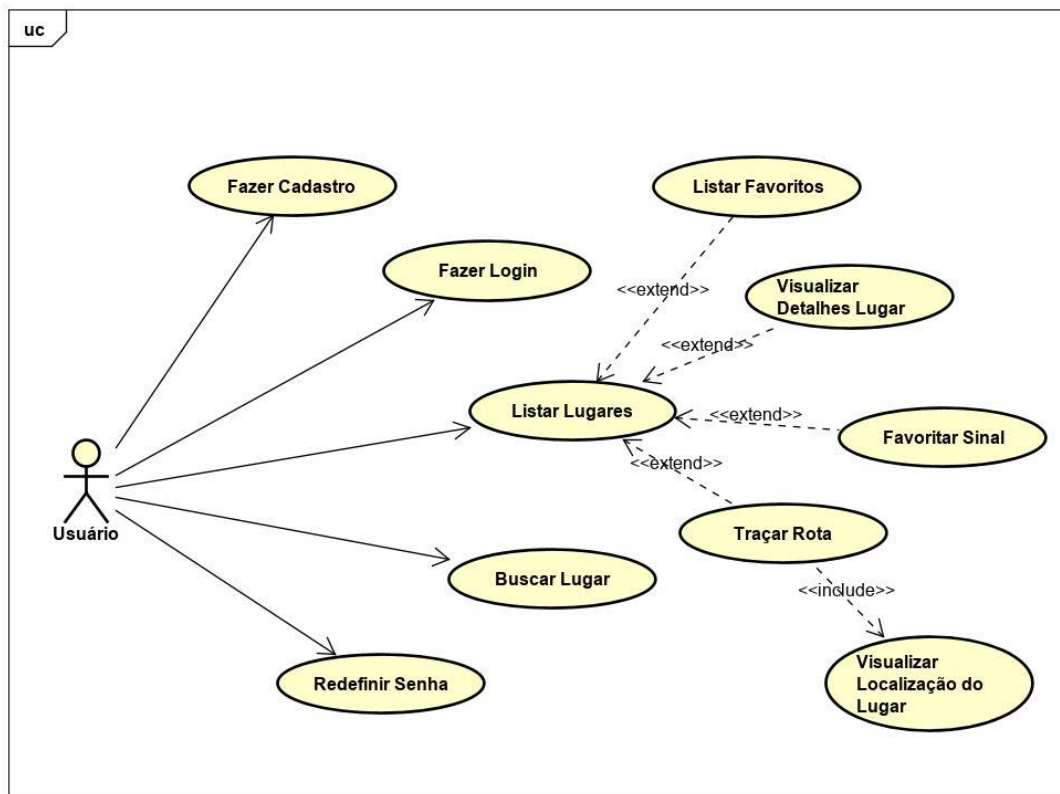 uc
Fazer Cadastro
Listar Favoritos
Fazer Login
<<extend>>
Visualizar
Detalhes Lugar
<<extend>>
Listar Lugares
<<extend>>
Favoritar Sinal
<<extend>>
Usuário
Traçar Rota
Buscar Lugar
<<include>>
Redefinir Senha
Visualizar
Localização do
Lugar